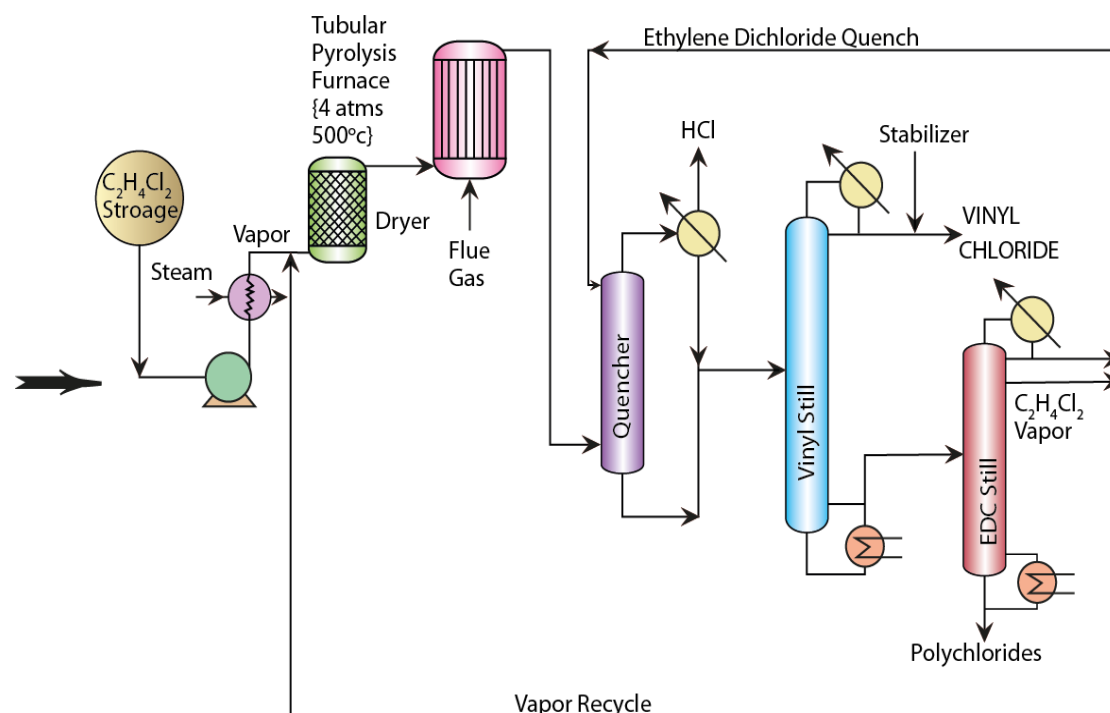 Tubular
Pyrolysis
Furnace
{4 atms
500ºc}
Ethylene Dichloride Quench
HCl
Stabilizer
C₂H₄Cl₂
Stroage
Vapor
Dryer
Steam
Flue
Gas
VINYL
CHLORIDE
Quencher
Vinyl Still
EDC Still
C₂H₄Cl₂
Vapor
Polychlorides
Vapor Recycle